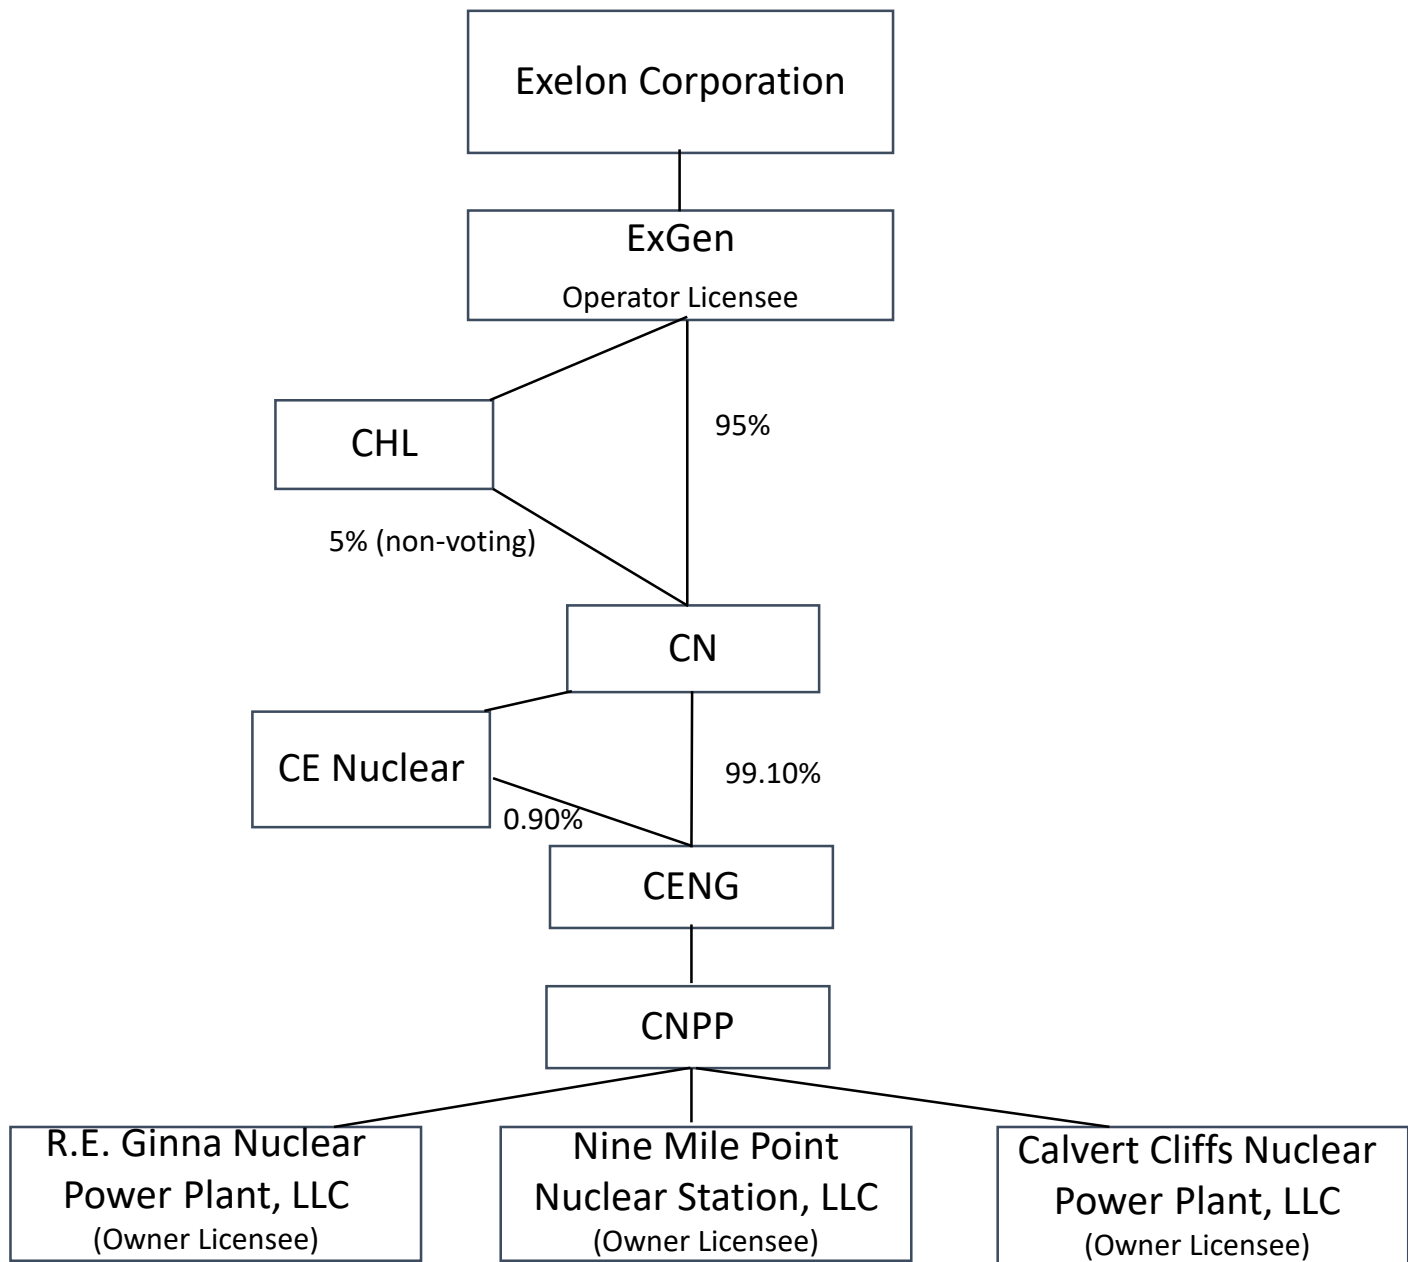 Exelon Corporation
ExGen
Operator Licensee
95%
CHL
5% (non-voting)
CN
CE Nuclear
99.10%
0.90%
CENG
CNPP
R.E. Ginna Nuclear
Power Plant, LLC
(Owner Licensee)
Nine Mile Point
Nuclear Station, LLC
(Owner Licensee)
Calvert Cliffs Nuclear
Power Plant, LLC
(Owner Licensee)